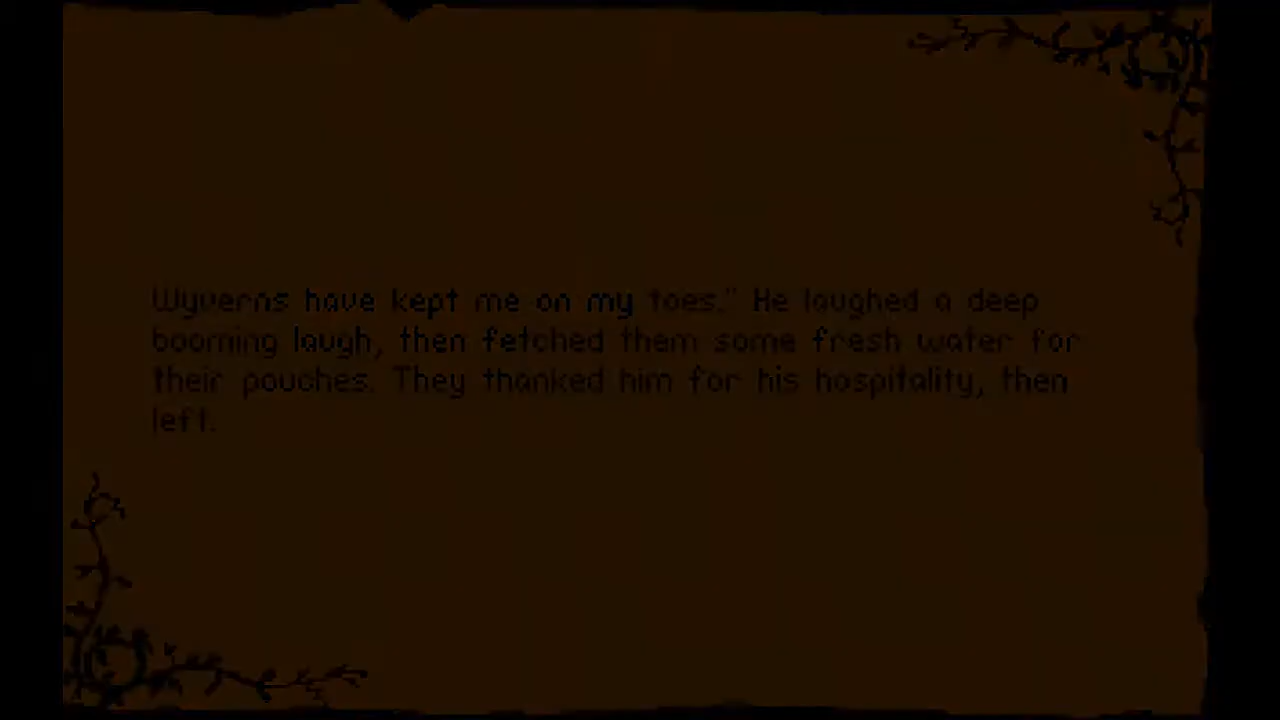 Wyverns have kept me on my toes." He laughed a deep
booming laugh, then fetched them some fresh water for
their pouches. They thanked him for his hospitality, then
left.